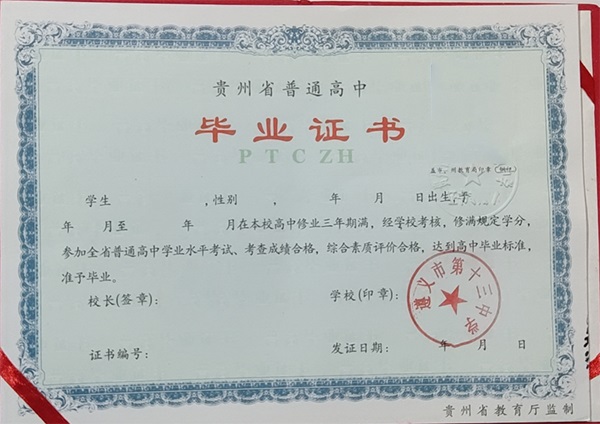 贵州省普通高中
毕业证书
PTCZH
学生 ,性别 , 年 月 日出生,于
年 月至 年 月在本校高中修业三年期满,经学校考核,修满规定学分,
参加全省普通高中学业水平考试、考查成绩合格,综合素质评价合格,达到高中毕业标准,
准予毕业。
校长(签章): 学校(印章):
遵义市第十三中学
证书编号: 发证日期: 年 月 日
贵州省教育厅监制